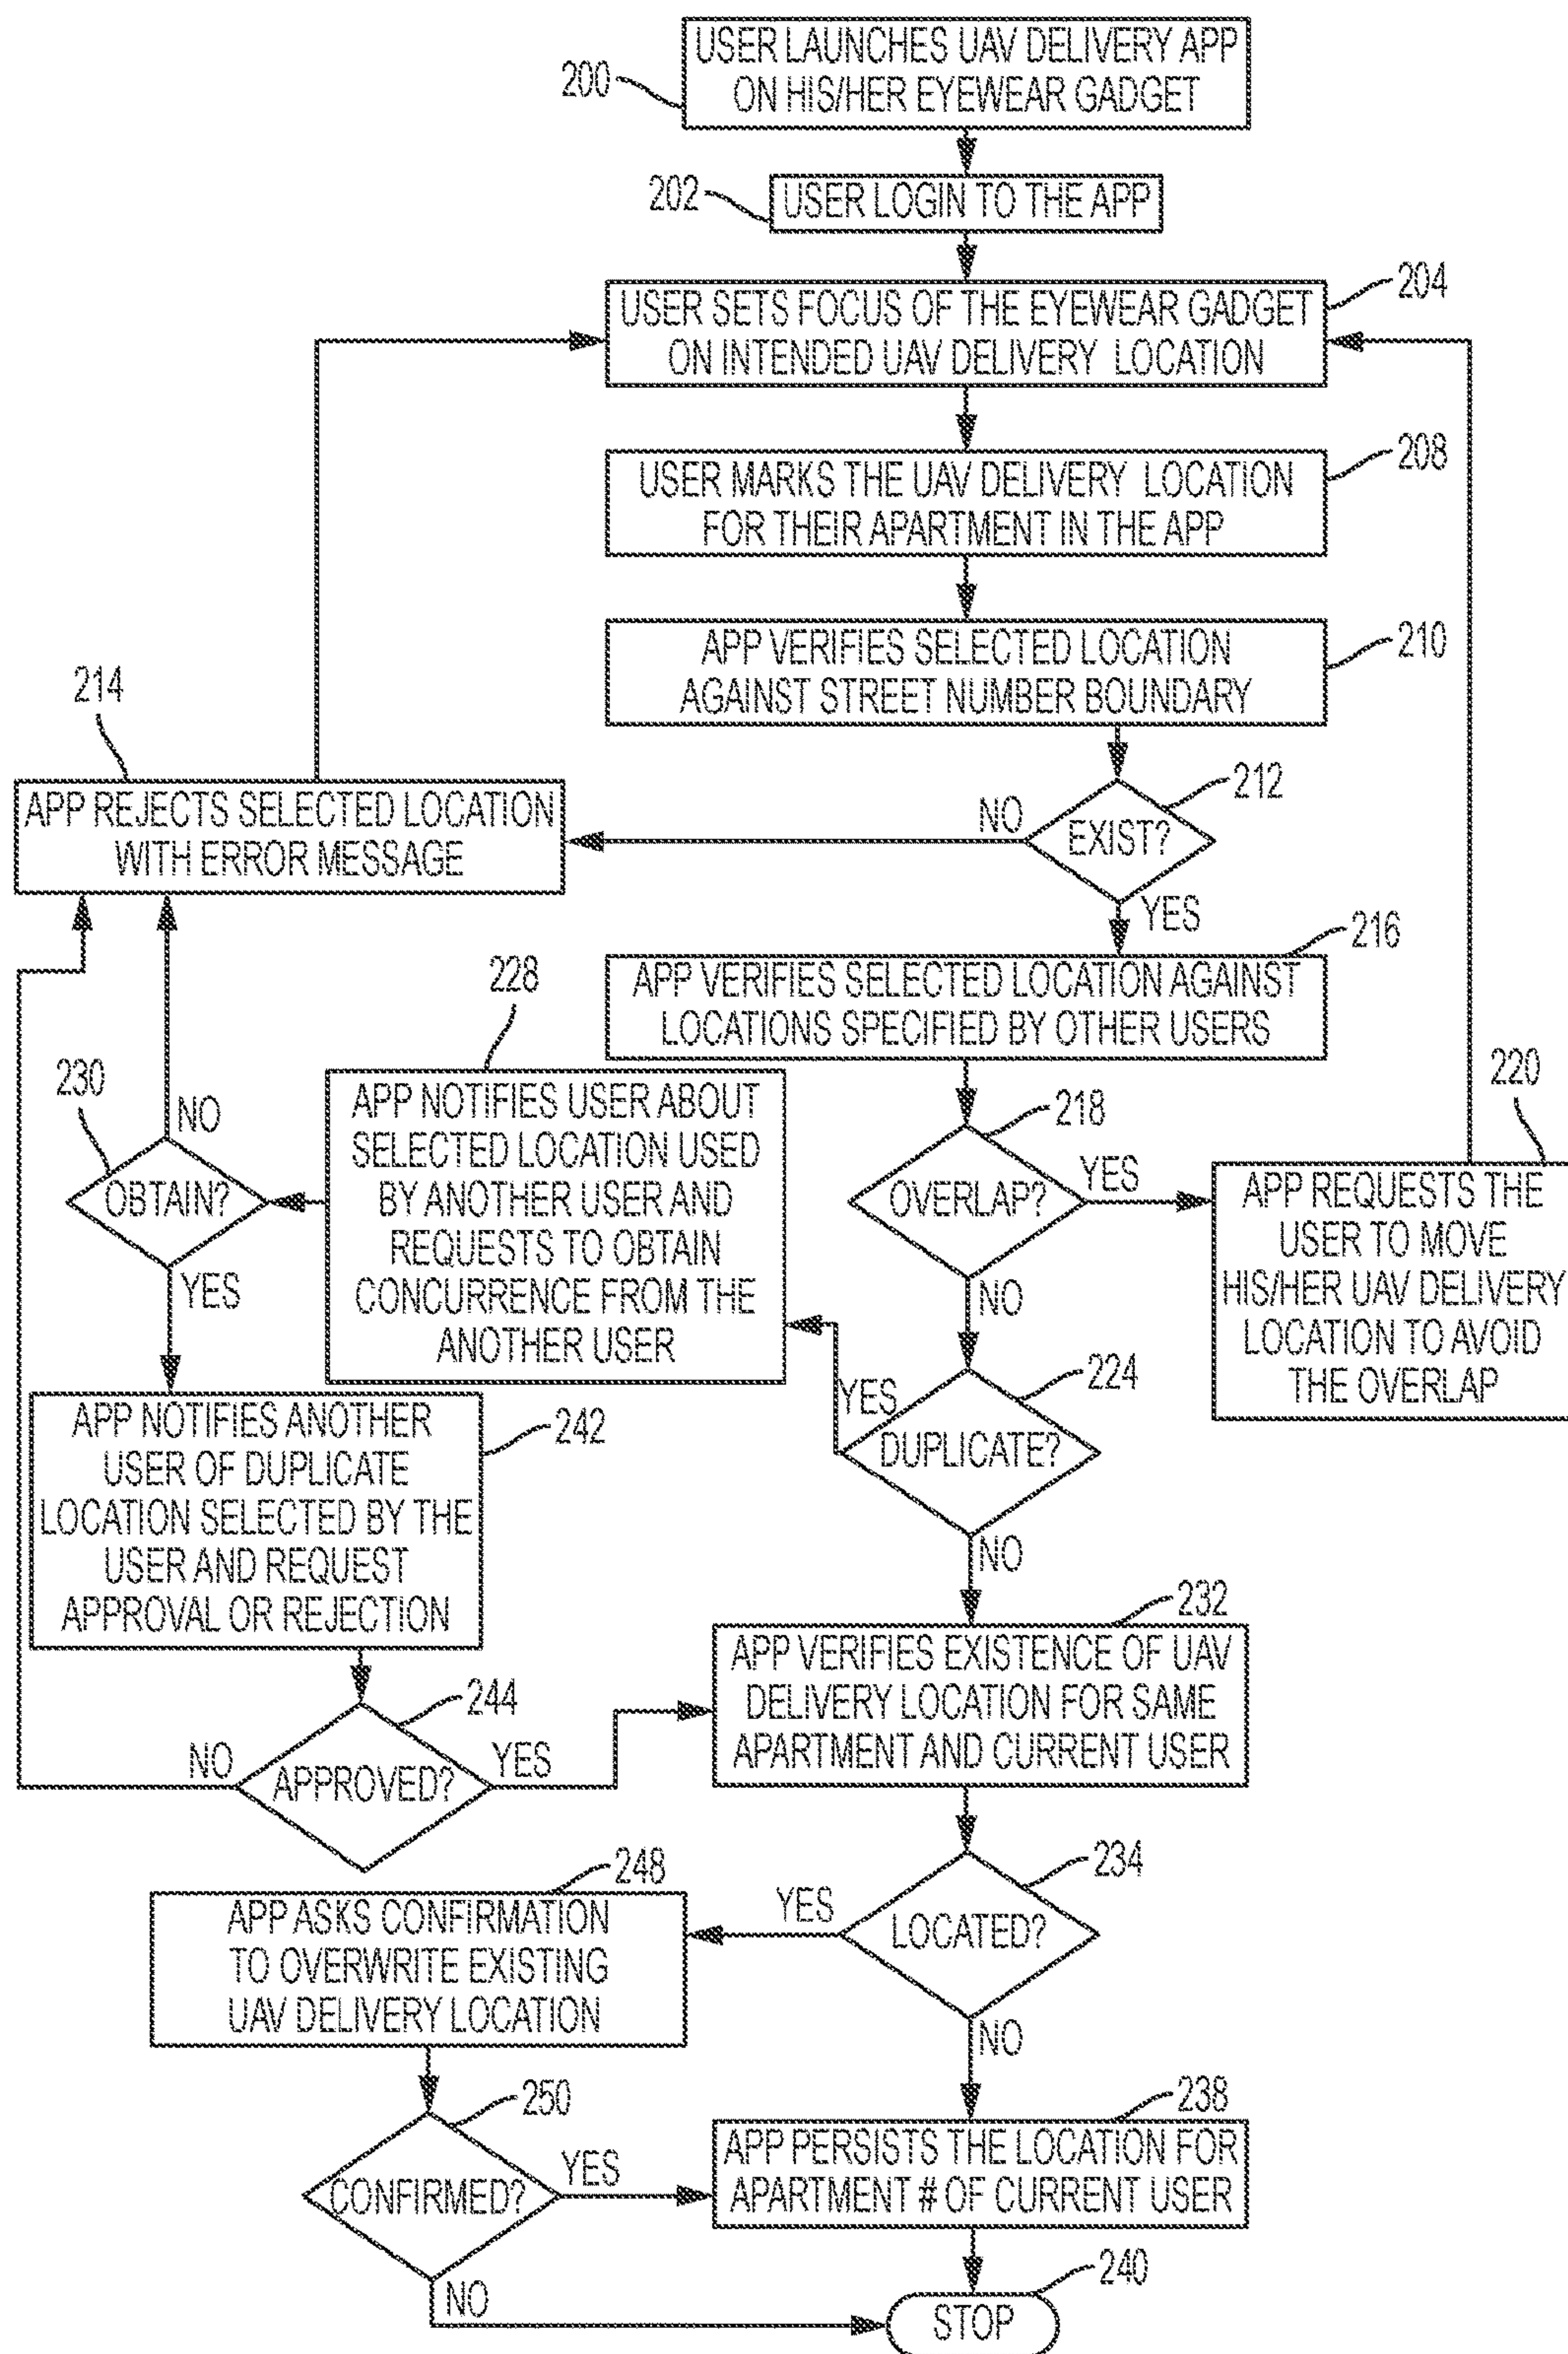 USER LAUNCHES UAV DELIVERY APP
ON HIS/HER EYEWEAR GADGET
200
202
USER LOGIN TO THE APP
204
USER SETS FOCUS OF THE EYEWEAR GADGET
ON INTENDED UAV DELIVERY LOCATION
208
USER MARKS THE UAV DELIVERY LOCATION
FOR THEIR APARTMENT IN THE APP
210
APP VERIFIES SELECTED LOCATION
AGAINST STREET NUMBER BOUNDARY
214
APP REJECTS SELECTED LOCATION
WITH ERROR MESSAGE
212
NO
EXIST?
YES
216
APP VERIFIES SELECTED LOCATION AGAINST
LOCATIONS SPECIFIED BY OTHER USERS
228
APP NOTIFIES USER ABOUT
SELECTED LOCATION USED
BY ANOTHER USER AND
REQUESTS TO OBTAIN
CONCURRENCE FROM THE
ANOTHER USER
230
NO
OBTAIN?
YES
218
OVERLAP?
YES
NO
220
APP REQUESTS THE
USER TO MOVE
HIS/HER UAV DELIVERY
LOCATION TO AVOID
THE OVERLAP
224
YES
DUPLICATE?
NO
242
APP NOTIFIES ANOTHER
USER OF DUPLICATE
LOCATION SELECTED BY THE
USER AND REQUEST
APPROVAL OR REJECTION
232
APP VERIFIES EXISTENCE OF UAV
DELIVERY LOCATION FOR SAME
APARTMENT AND CURRENT USER
244
NO
APPROVED?
YES
234
YES
LOCATED?
NO
248
APP ASKS CONFIRMATION
TO OVERWRITE EXISTING
UAV DELIVERY LOCATION
250
CONFIRMED?
YES
NO
238
APP PERSISTS THE LOCATION FOR
APARTMENT # OF CURRENT USER
240
STOP